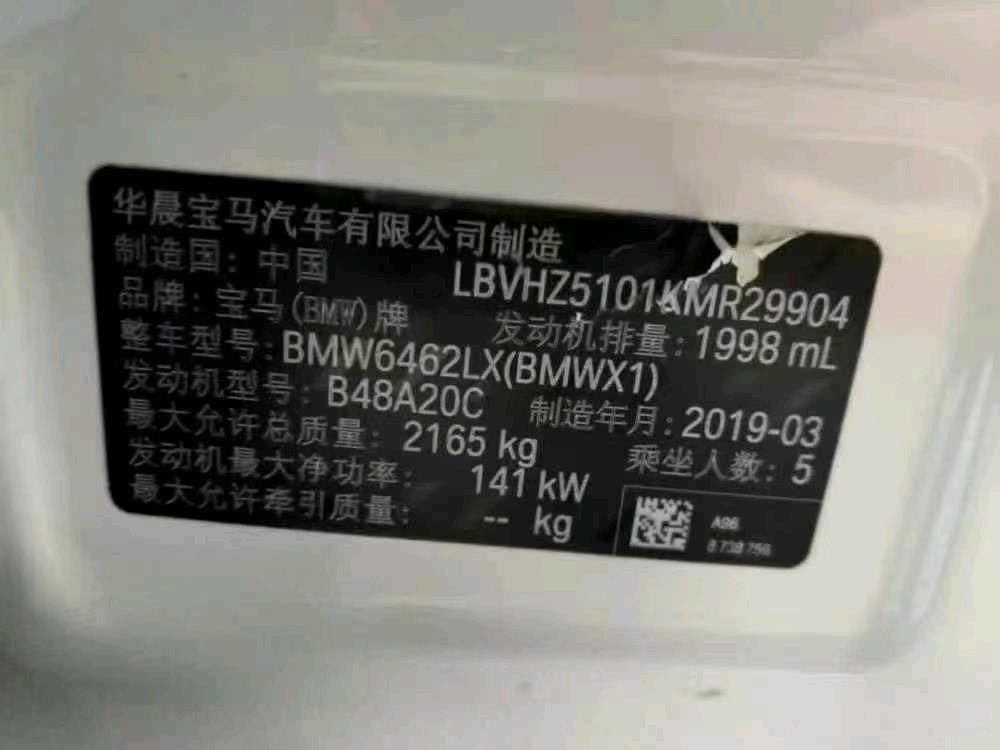 华晨宝马汽车有限公司制造
制造国：中国
LBVHZ5101KMR29904
品牌：宝马(BMW)牌
发动机排量：1998 mL
整车型号：BMW6462LX(BMWX1)
发动机型号：B48A20C
制造年月：2019-03
最大允许总质量：2165 kg
乘坐人数：5
发动机最大净功率：141 kW
最大允许牵引质量：-- kg
A96
8 738 756